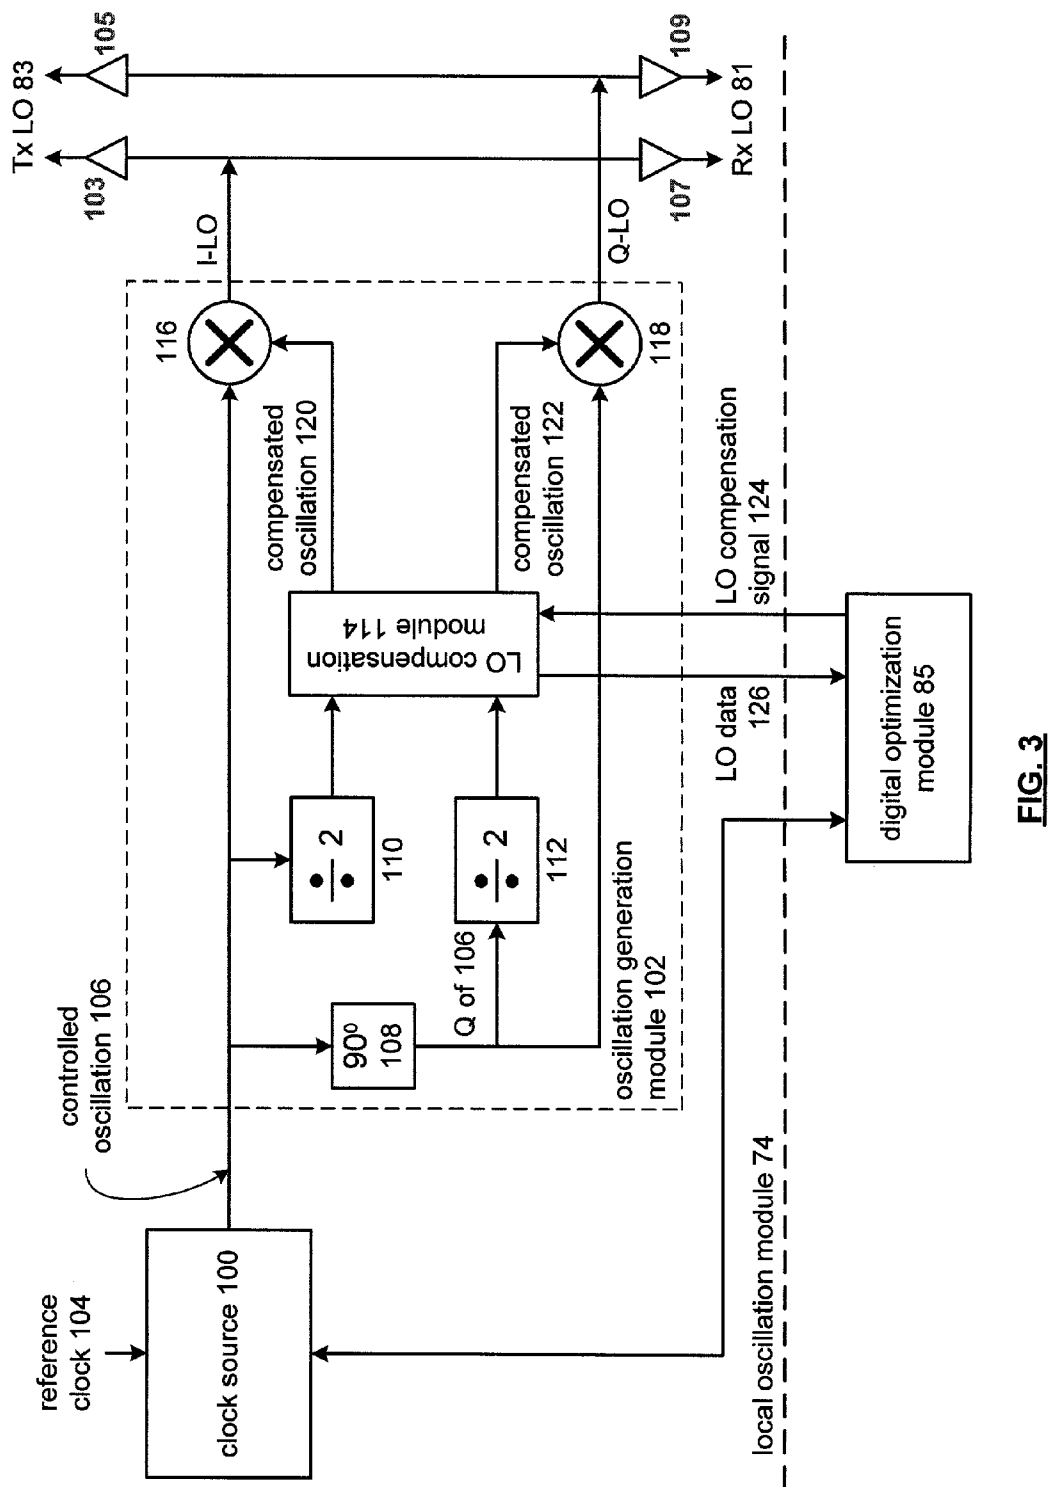 reference
clock 104
clock source 100
controlled
oscillation 106
90⁰
108
Q of 106
÷ 2
110
÷ 2
112
LO compensation
module 114
compensated
oscillation 120
compensated
oscillation 122
116
118
I-LO
Q-LO
Tx LO 83
103
105
107
109
Rx LO 81
oscillation generation
module 102
LO data
126
LO compensation
signal 124
local oscillation module 74
digital optimization
module 85
FIG. 3